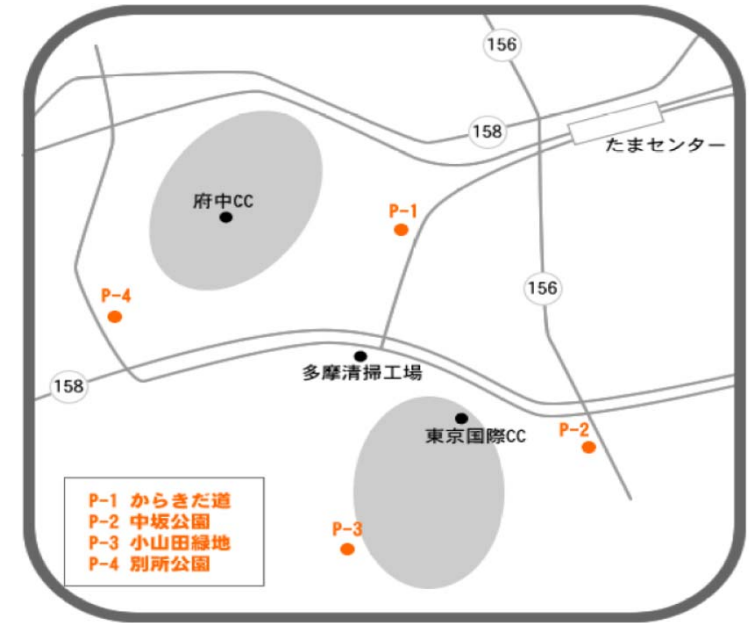 156
158
たまセンター
府中CC
P-1
P-4
156
多摩清掃工場
158
東京国際CC
P-2
P-3
P-1 からきだ道
P-2 中坂公園
P-3 小山田緑地
P-4 別所公園